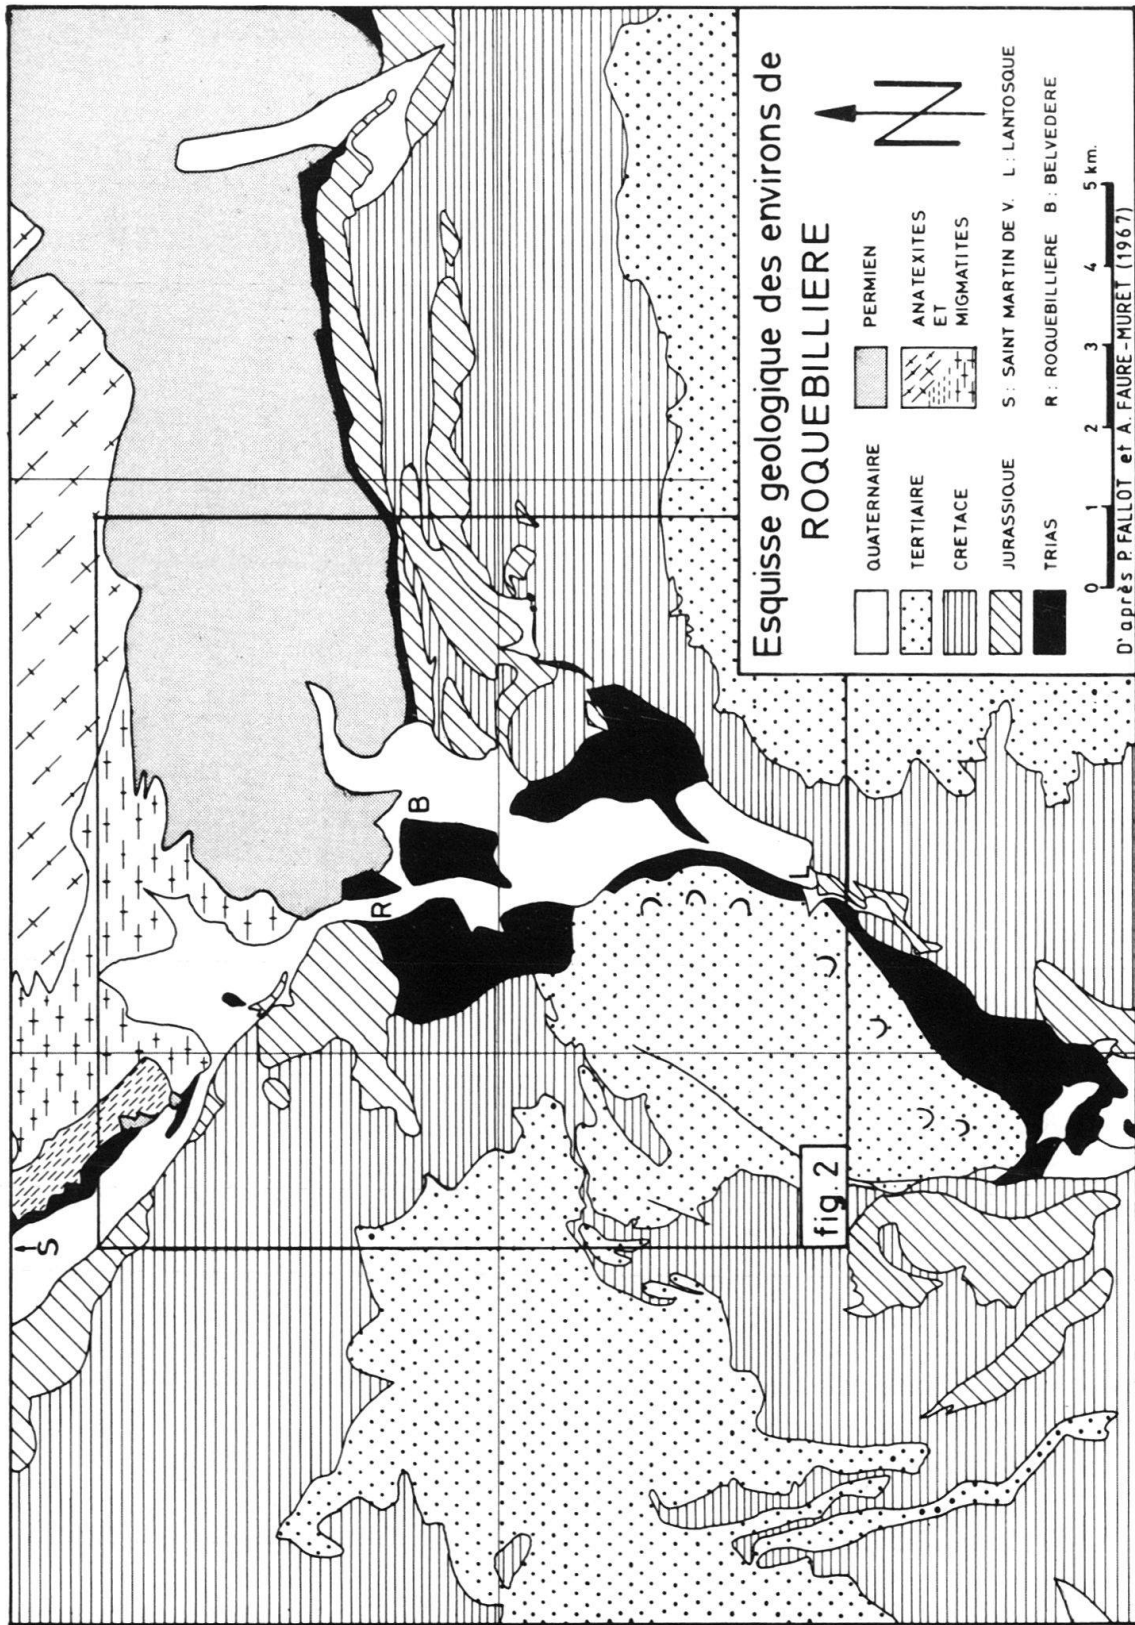 Esquisse geologique des environs de
ROQUEBILLIERE
N
QUATERNAIRE
TERTIAIRE
CRETACE
JURASSIQUE
TRIAS
PERMIEN
ANATEXITES
ET
MIGMATITES
S : SAINT MARTIN DE V. L : LANTOSQUE
R : ROQUEBILLIERE B : BELVEDERE
0 1 2 3 4 5 km.
D'après P. FALLOT et A. FAURE-MURET (1967)
S
R
B
L
fig 2